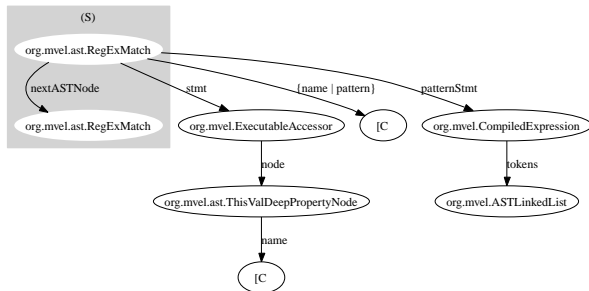 (S)
org.mvel.ast.RegExMatch
nextASTNode
stmt
{name | pattern}
patternStmt
org.mvel.ast.RegExMatch
org.mvel.ExecutableAccessor
[C
org.mvel.CompiledExpression
node
tokens
org.mvel.ast.ThisValDeepPropertyNode
org.mvel.ASTLinkedList
name
[C